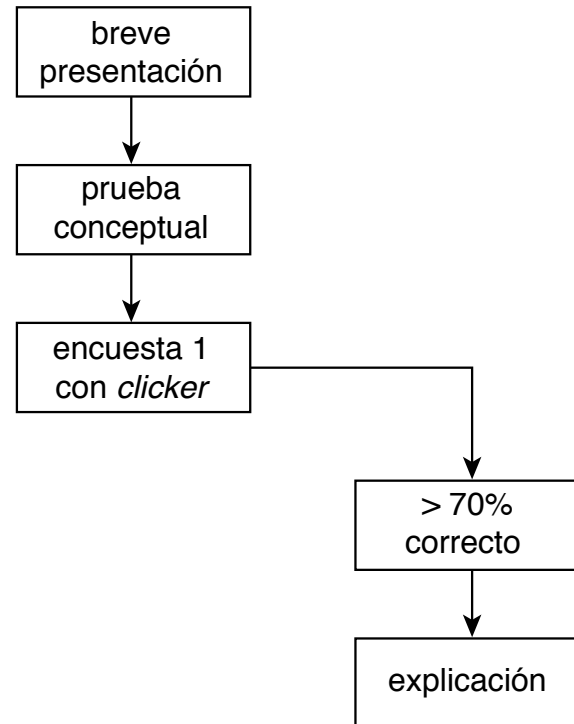 breve
presentación
prueba
conceptual
encuesta 1
con clicker
> 70%
correcto
explicación